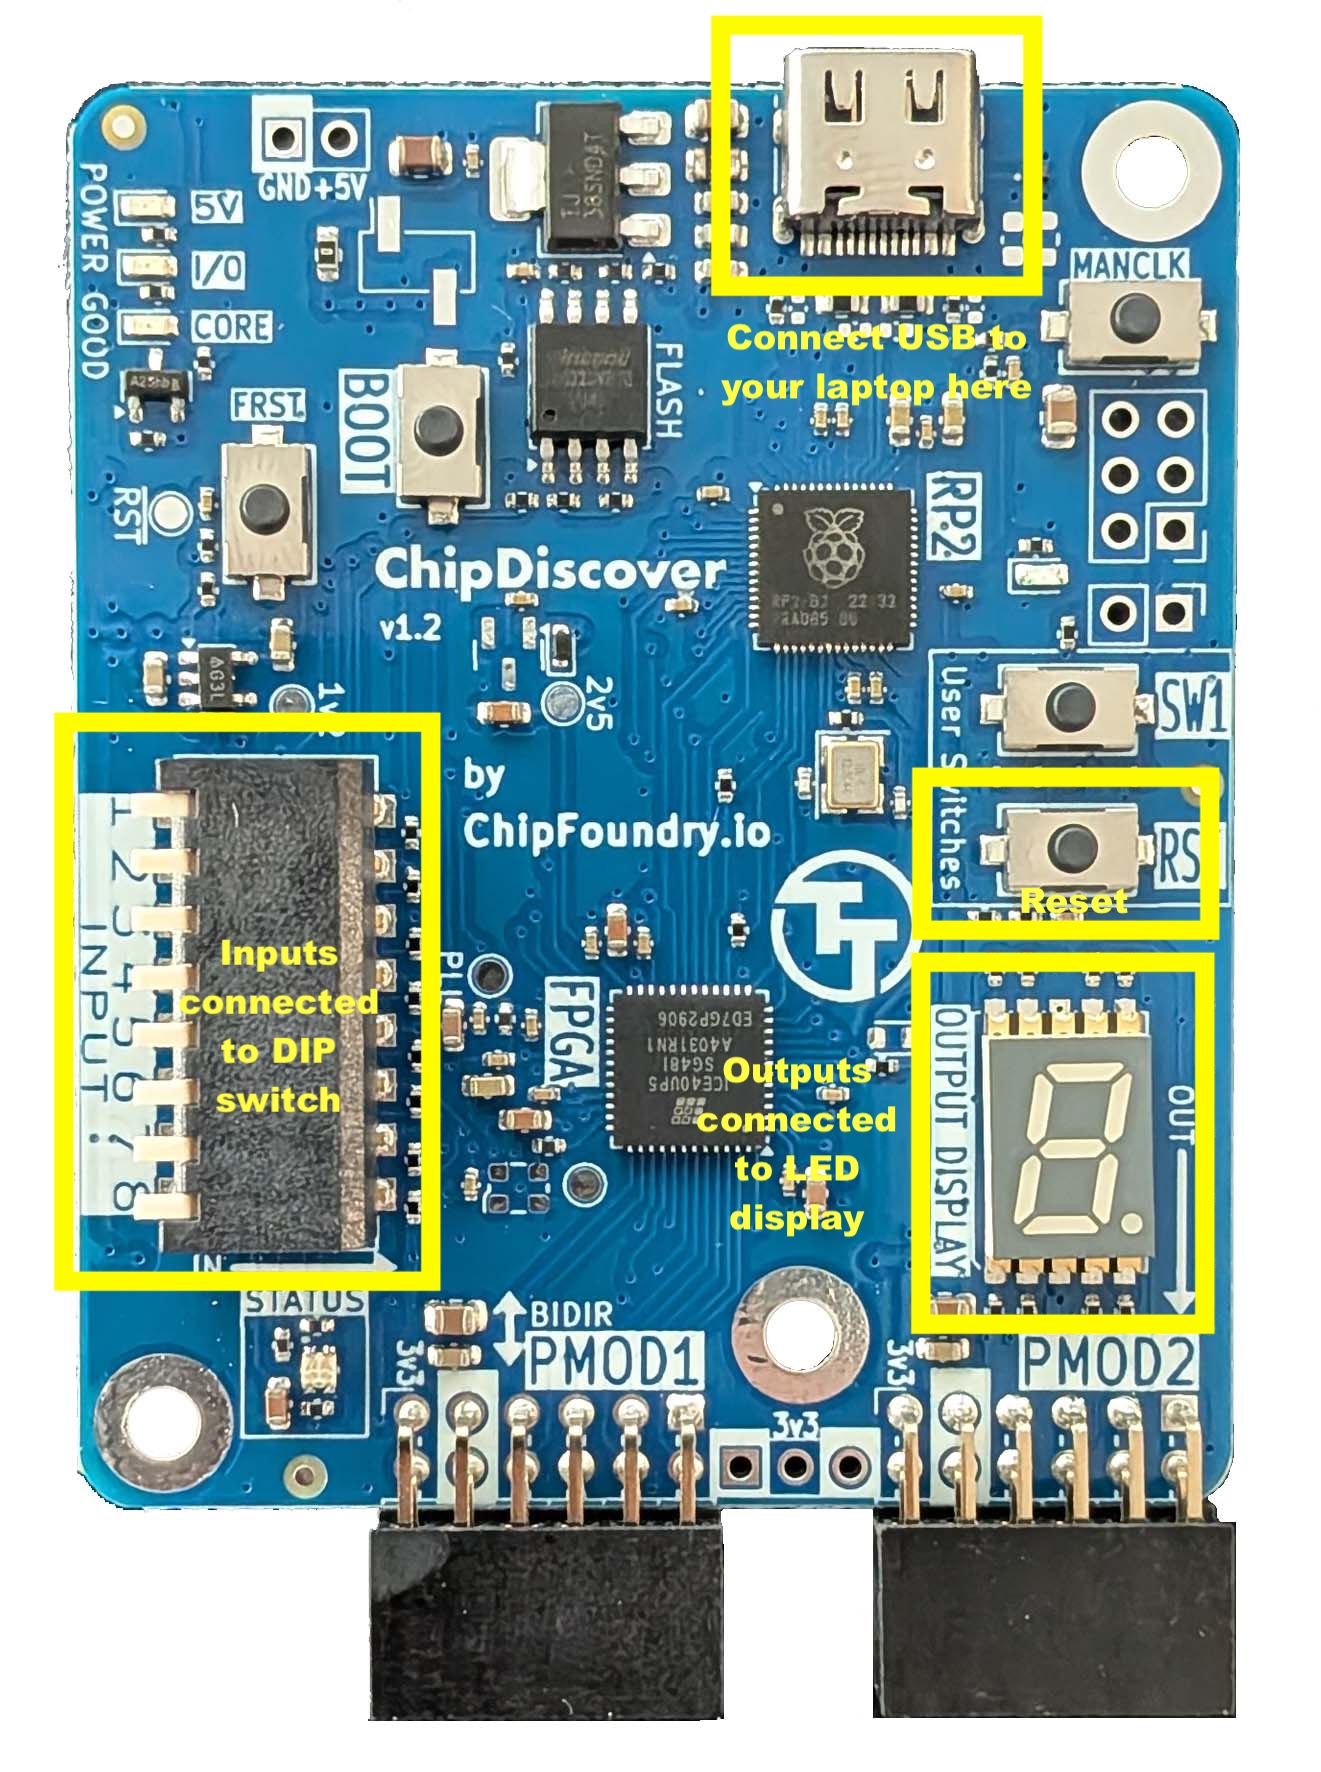 GND+5V
POWER GOOD
5V
I/O
CORE
MANCLK
Connect USB to
your laptop here
FLASH
FRST
BOOT
RST
RP2
ChipDiscover
v1.2
2v5
User Switches
SW1
by
ChipFoundry.io
Reset
1
2
3
4
5
6
7
8
INPUT
Inputs
connected
to DIP
switch
IN
FPGA
ICE40UP5
SG48I
A4031RN1
ED7GP2906
TT
Outputs
connected
to LED
display
OUTPUT DISPLAY
OUT
STATUS
BIDIR
PMOD1
3v3
3v3
PMOD2
3v3